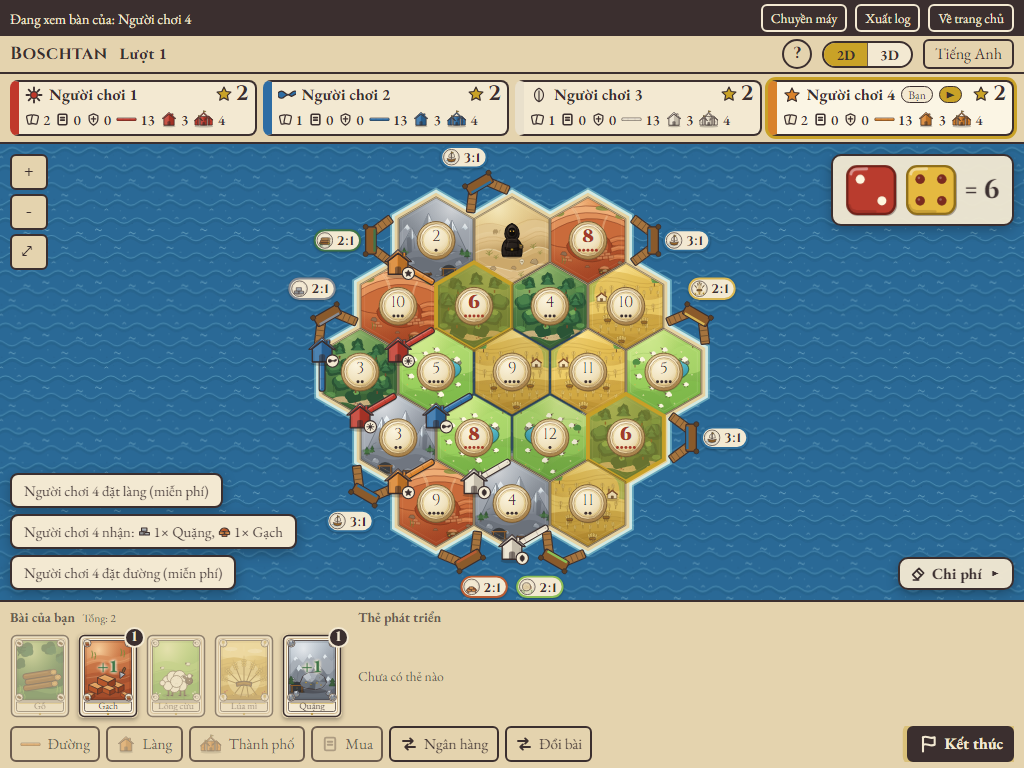 Đang xem bàn của: Người chơi 4
Chuyền máy
Xuất log
Về trang chủ
BOSCHTAN Lượt 1
?
2D 3D
Tiếng Anh
Người chơi 1 2
2 0 0 13 3 4
Người chơi 2 2
1 0 0 13 3 4
Người chơi 3 2
1 0 0 13 3 4
Người chơi 4 Bạn 2
2 0 0 13 3 4
+
-
3:1
2:1
3:1
2:1
2:1
3:1
3:1
2:1
2:1
2 8
10 6 4 10
3 5 9 11 5
3 8 12 6
9 4 11
= 6
Người chơi 4 đặt làng (miễn phí)
Người chơi 4 nhận: 1× Quặng, 1× Gạch
Người chơi 4 đặt đường (miễn phí)
Chi phí
Bài của bạn Tổng: 2
Thẻ phát triển
Chưa có thẻ nào
Gỗ
1
+1
Gạch
Lông cừu
Lúa mì
1
+1
Quặng
Đường
Làng
Thành phố
Mua
Ngân hàng
Đổi bài
Kết thúc